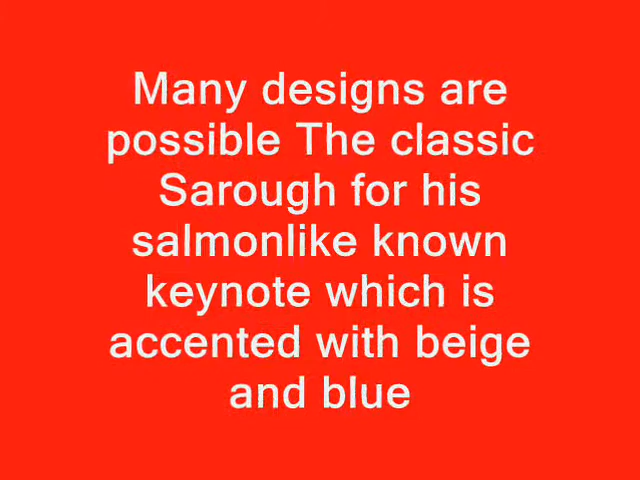 Many designs are
possible The classic
Sarough for his
salmonlike known
keynote which is
accented with beige
and blue